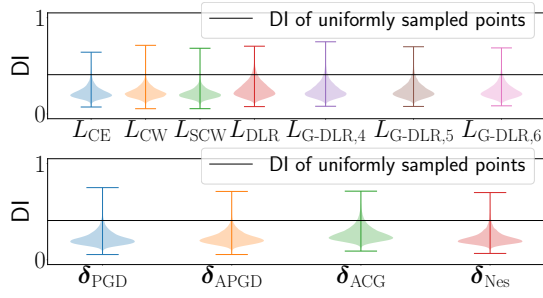 1
DI of uniformly sampled points
DI
0
L_CE L_CW L_SCW L_DLR L_G-DLR,4 L_G-DLR,5 L_G-DLR,6
1
DI of uniformly sampled points
DI
0
δ_PGD δ_APGD δ_ACG δ_Nes